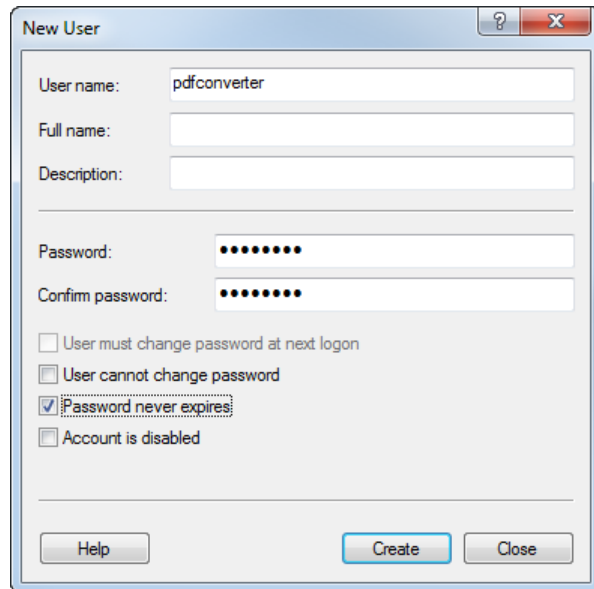 New User
User name: pdfconverter
Full name:
Description:
Password: ●●●●●●●●
Confirm password: ●●●●●●●●
User must change password at next logon
User cannot change password
Password never expires
Account is disabled
Help Create Close